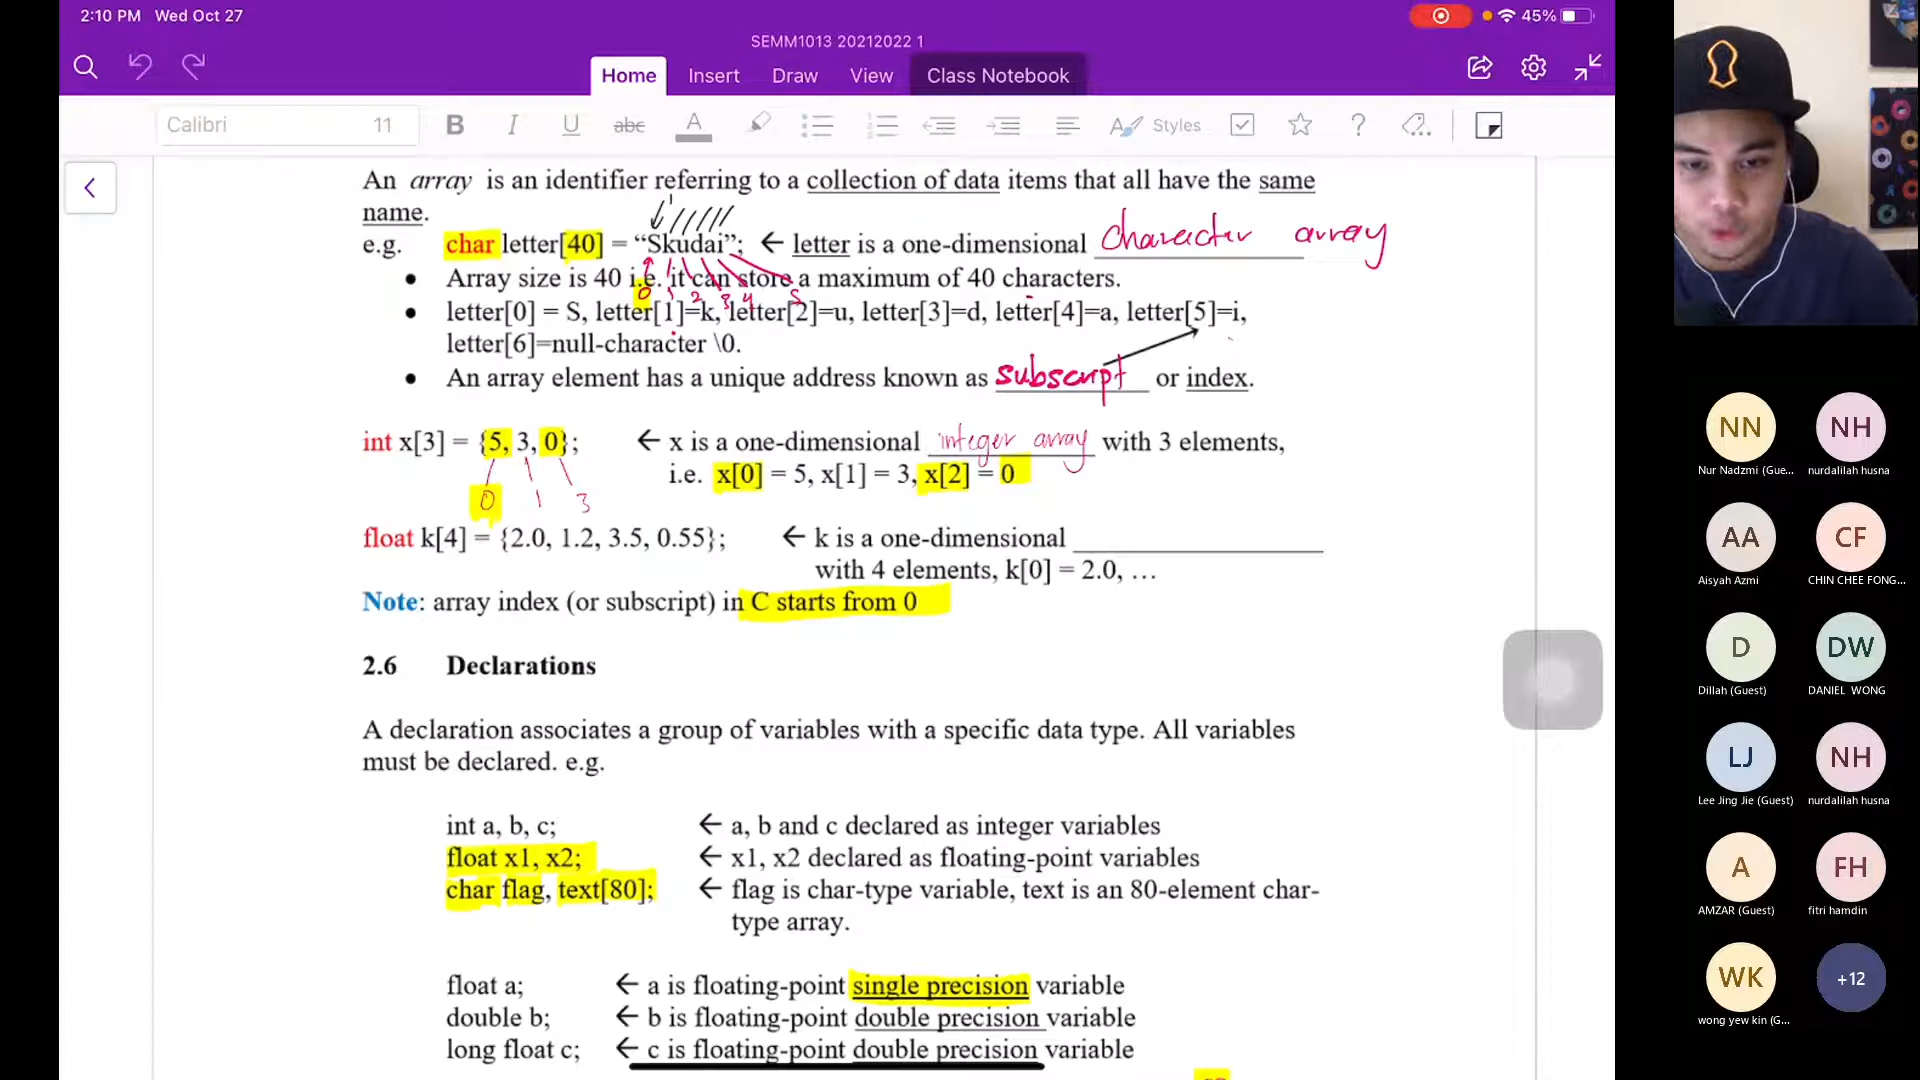 2:10 PM Wed Oct 27
45%
SEMM1013 20212022 1
Home Insert Draw View Class Notebook
Calibri 11 B I U abc A Styles
An array is an identifier referring to a collection of data items that all have the same
name.
e.g. char letter[40] = “Skudai”; ← letter is a one-dimensional character array
• Array size is 40 i.e. it can store a maximum of 40 characters.
0 1 2 3 4 5
• letter[0] = S, letter[1]=k, letter[2]=u, letter[3]=d, letter[4]=a, letter[5]=i,
letter[6]=null-character \0.
• An array element has a unique address known as subscript or index.
int x[3] = {5, 3, 0}; ← x is a one-dimensional integer array with 3 elements,
i.e. x[0] = 5, x[1] = 3, x[2] = 0
0 1 3
float k[4] = {2.0, 1.2, 3.5, 0.55}; ← k is a one-dimensional
with 4 elements, k[0] = 2.0, …
Note: array index (or subscript) in C starts from 0
2.6 Declarations
A declaration associates a group of variables with a specific data type. All variables
must be declared. e.g.
int a, b, c; ← a, b and c declared as integer variables
float x1, x2; ← x1, x2 declared as floating-point variables
char flag, text[80]; ← flag is char-type variable, text is an 80-element char-
type array.
float a; ← a is floating-point single precision variable
double b; ← b is floating-point double precision variable
long float c; ← c is floating-point double precision variable
NN NH
Nur Nadzmi (Gue... nurdalilah husna
AA CF
Aisyah Azmi CHIN CHEE FONG...
D DW
Dillah (Guest) DANIEL WONG
LJ NH
Lee Jing Jie (Guest) nurdalilah husna
A FH
AMZAR (Guest) fitri hamdin
WK +12
wong yew kin (G...